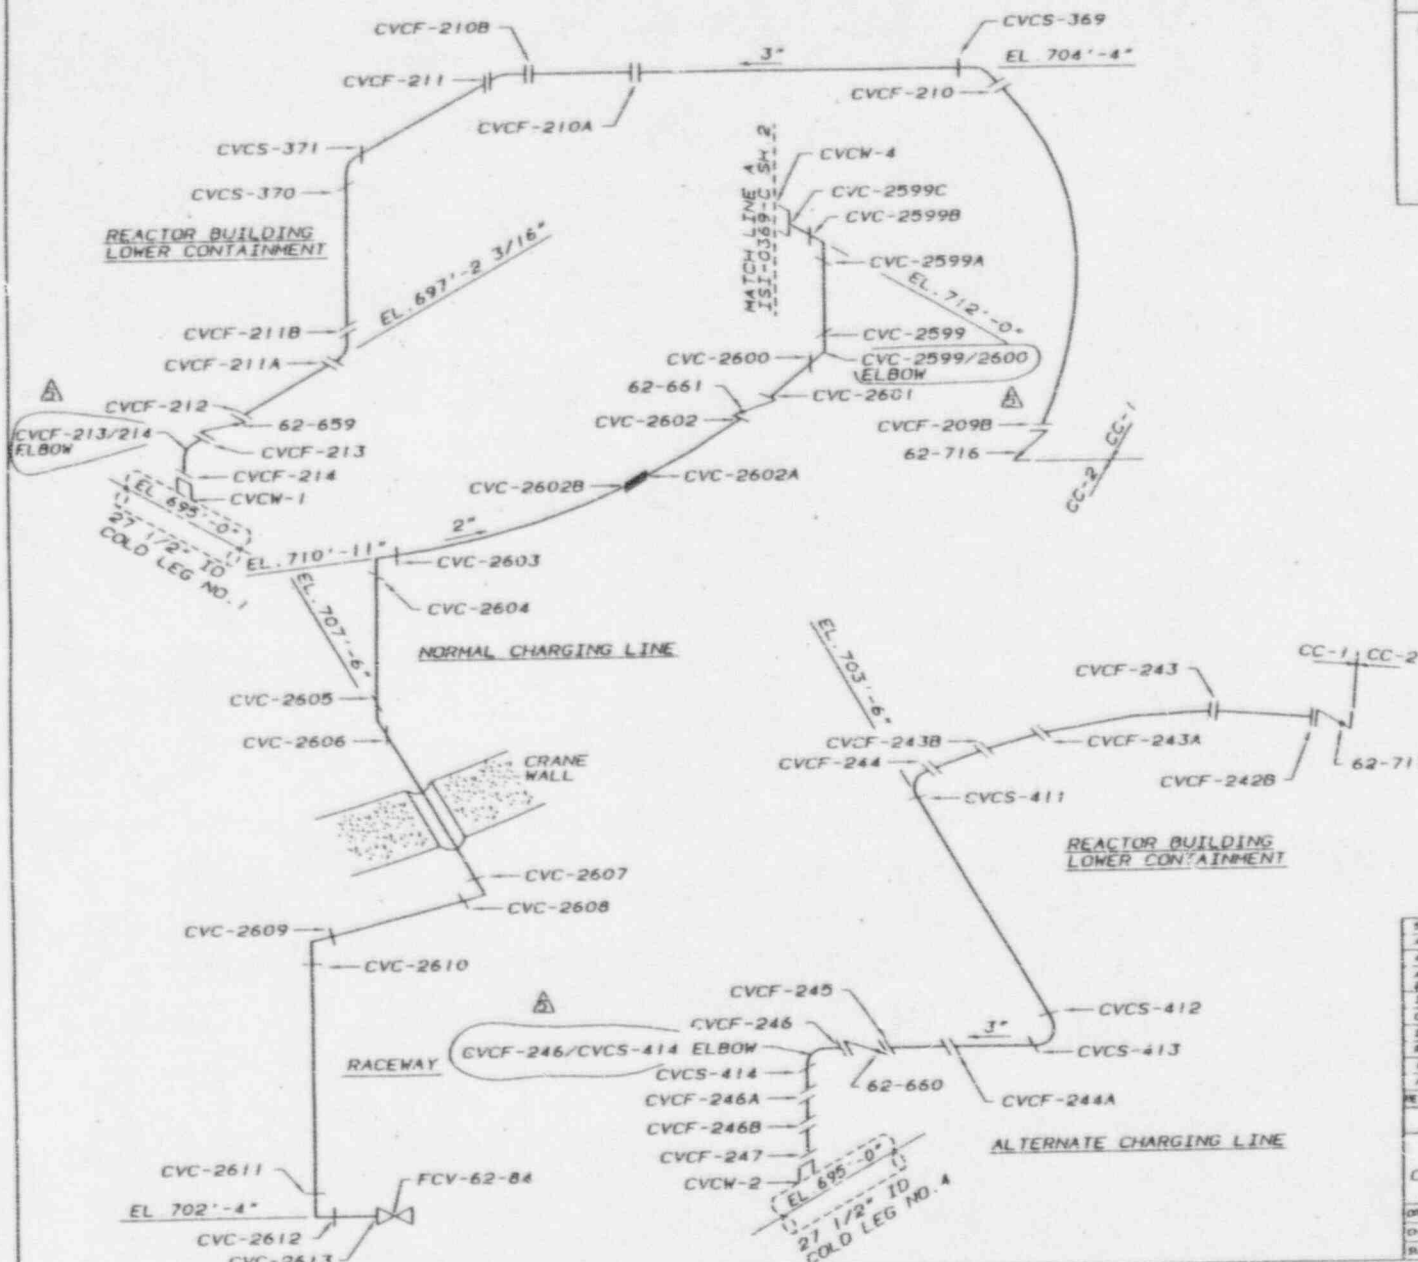 CVCF-210B
CVCS-369
3"
EL. 704'-4"
CVCF-211
CVCF-210
CVCF-210A
CVCS-371
CVCS-370
MATCH LINE A
ISI-0369-C SH. 2
CVCW-4
CVC-2599C
CVC-2599B
CVC-2599A
REACTOR BUILDING
LOWER CONTAINMENT
EL. 697'-2 3/16"
EL. 712'-0"
CVCF-211B
CVC-2599
CVC-2600
CVC-2599/2600
ELBOW
CVCF-211A
62-661
CVC-2601
5
5
CVCF-212
CVC-2602
62-659
CVCF-209B
CVCF-213/214
ELBOW
CVCF-213
62-716
CC-1
CC-2
CVCF-214
CVC-2602A
CVC-2602B
CVCW-1
EL. 695'-0"
27 1/2" ID
COLD LEG NO. 1
2"
EL. 710'-11"
CVC-2603
CVC-2604
EL. 707'-6"
NORMAL CHARGING LINE
EL. 703'-6"
CC-1
CC-2
CVCF-243
CVC-2605
CVC-2606
CVCF-243B
CVCF-243A
CVCF-244
CRANE
WALL
CVCF-242B
62-71
CVCS-411
REACTOR BUILDING
LOWER CONTAINMENT
CVC-2607
CVC-2608
CVC-2609
CVC-2610
CVCF-245
5
CVCF-246
CVCS-412
3"
CVCF-246/CVCS-414 ELBOW
CVCS-413
RACEWAY
CVCS-414
62-660
CVCF-246A
CVCF-244A
CVCF-246B
ALTERNATE CHARGING LINE
CVCF-247
CVC-2611
FCV-62-84
CVCW-2
EL. 695'-0"
27 1/2" ID
COLD LEG NO. 4
EL 702'-4"
CVC-2612
CVC-2613